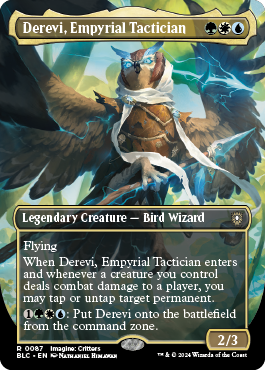 Derevi, Empyrial Tactician
Legendary Creature — Bird Wizard
Flying
When Derevi, Empyrial Tactician enters
and whenever a creature you control
deals combat damage to a player, you
may tap or untap target permanent.
1: Put Derevi onto the battlefield
from the command zone.
2/3
R 0087 Imagine: Critters
BLC • EN Nathaniel Himawan
™ & © 2024 Wizards of the Coast